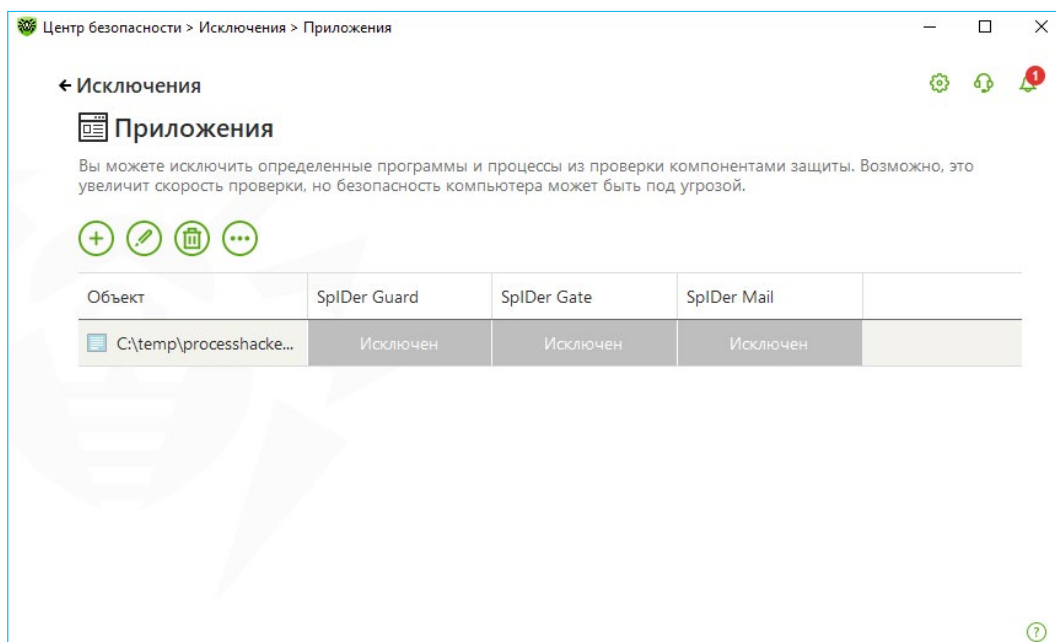 Центр безопасности > Исключения > Приложения
Исключения
1
Приложения
Вы можете исключить определенные программы и процессы из проверки компонентами защиты. Возможно, это
увеличит скорость проверки, но безопасность компьютера может быть под угрозой.
Объект SpIDer Guard SpIDer Gate SpIDer Mail
C:\temp\processhacke... Исключен Исключен Исключен
?